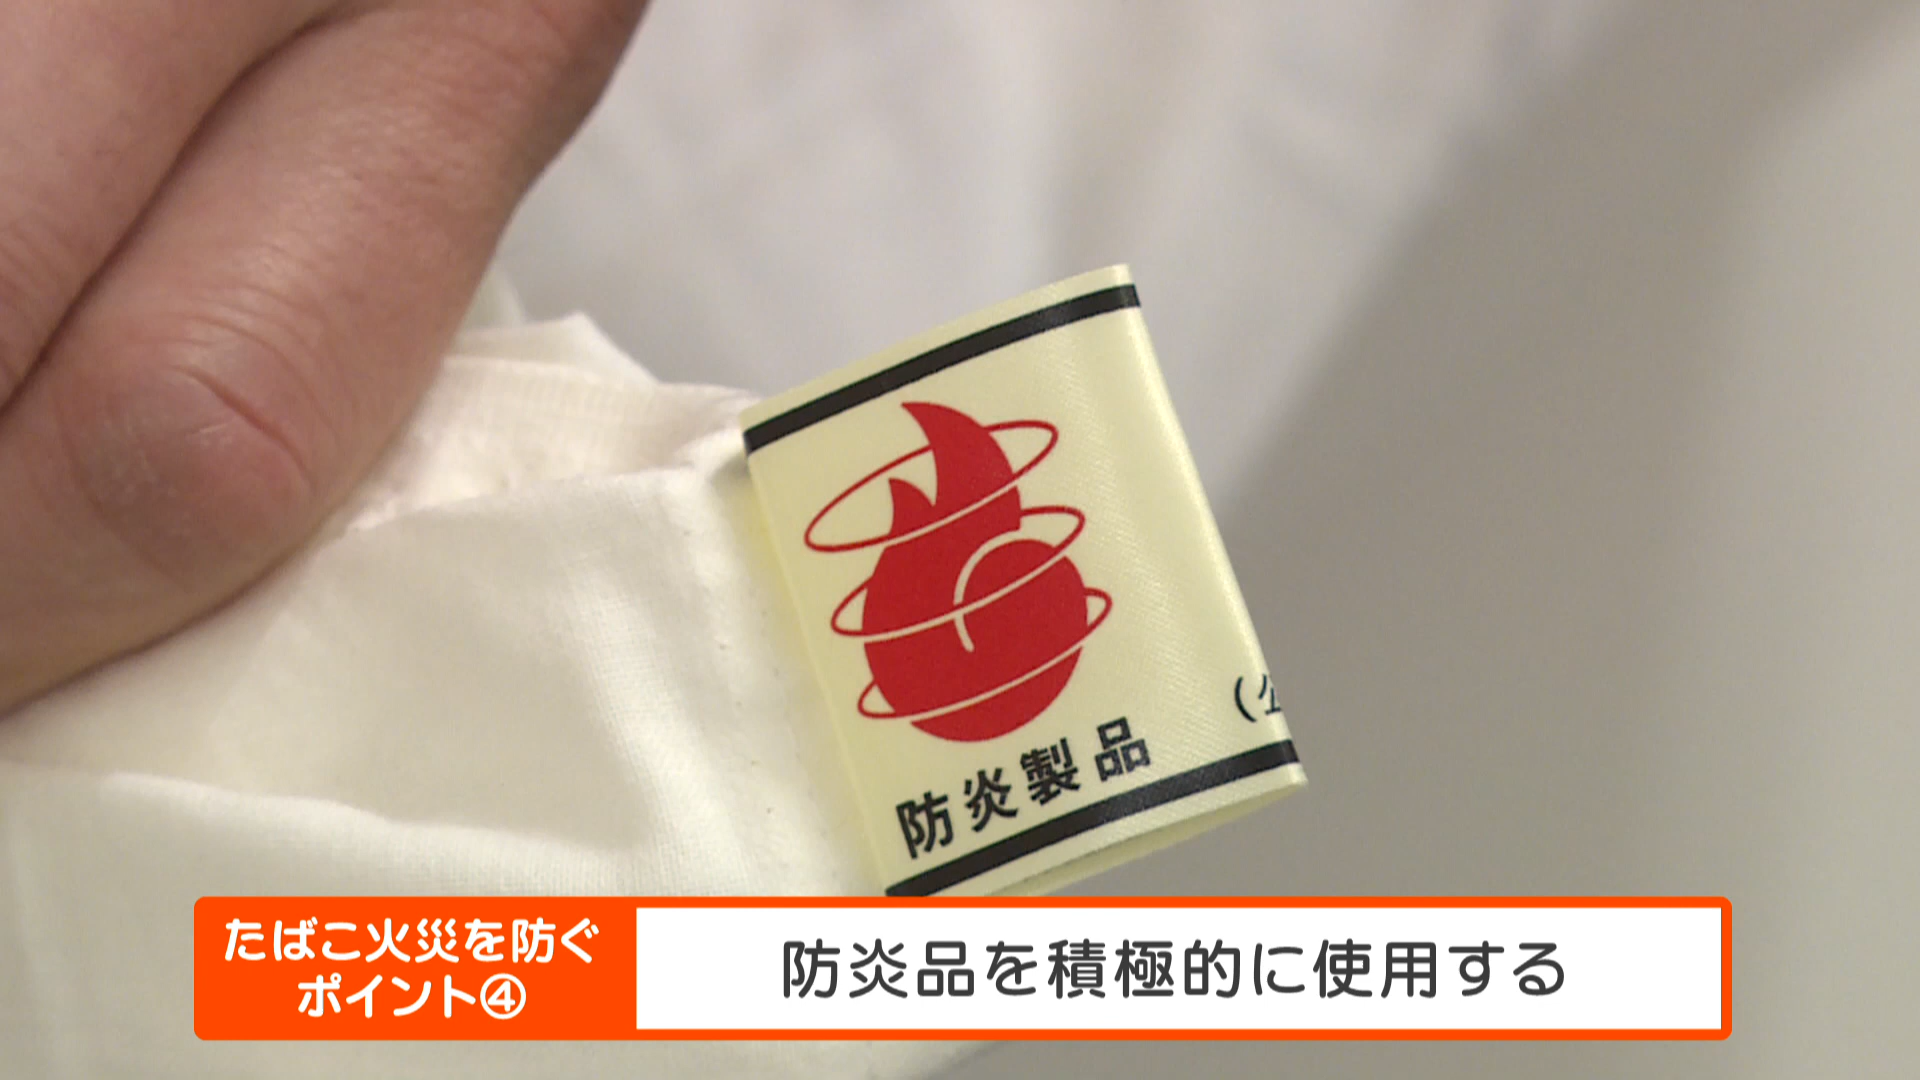 （公
防炎製品
たばこ火災を防ぐ
ポイント④
防炎品を積極的に使用する